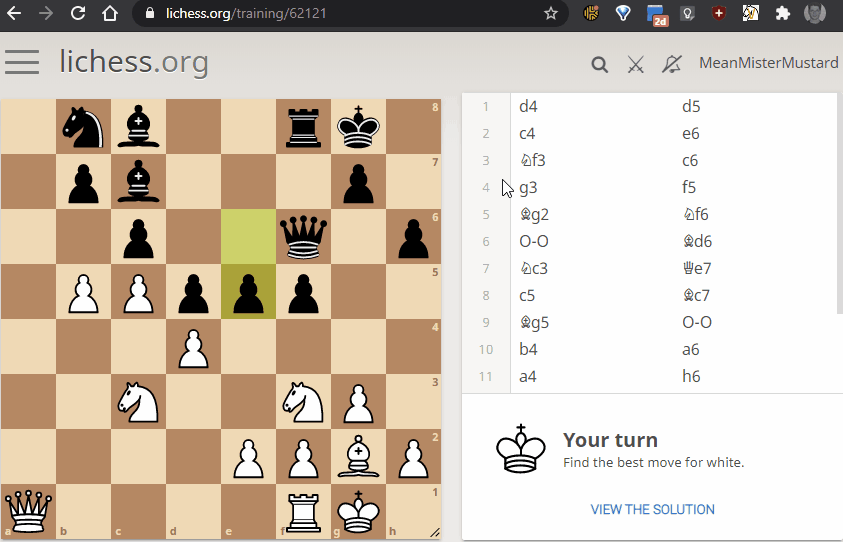 lichess.org/training/62121
2d
lichess.org
MeanMisterMustard
8
7
6
5
4
3
2
1
a b c d e f g h
1 d4 d5
2 c4 e6
3 ♘f3 c6
4 g3 f5
5 ♗g2 ♘f6
6 O-O ♗d6
7 ♘c3 ♕e7
8 c5 ♗c7
9 ♗g5 O-O
10 b4 a6
11 a4 h6
Your turn
Find the best move for white.
VIEW THE SOLUTION